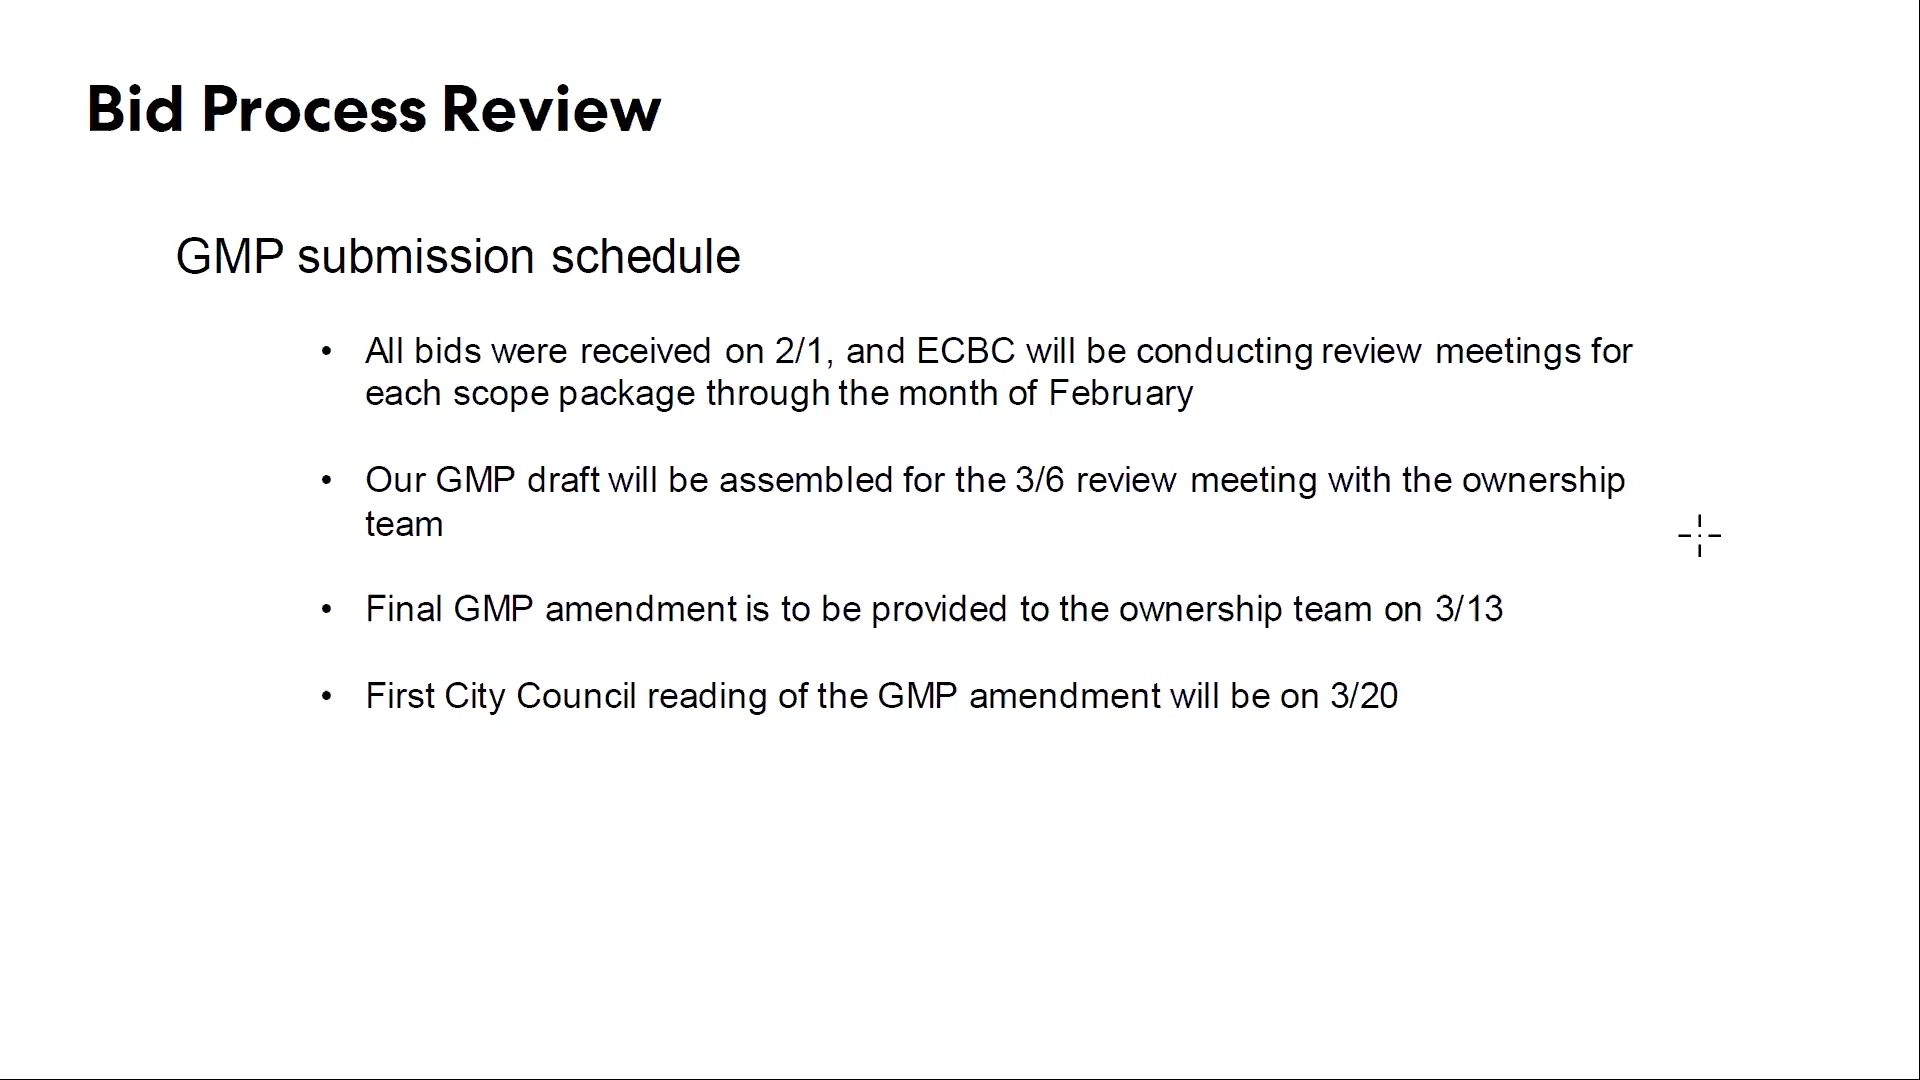 Bid Process Review
GMP submission schedule
• All bids were received on 2/1, and ECBC will be conducting review meetings for
each scope package through the month of February
• Our GMP draft will be assembled for the 3/6 review meeting with the ownership
team
• Final GMP amendment is to be provided to the ownership team on 3/13
• First City Council reading of the GMP amendment will be on 3/20